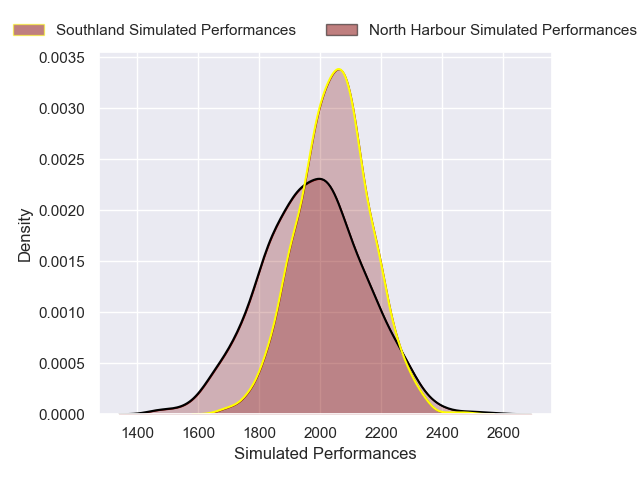 Southland Simulated Performances
North Harbour Simulated Performances
0.0035
0.0030
0.0025
0.0020
0.0015
0.0010
0.0005
0.0000
Density
1400 1600 1800 2000 2200 2400 2600
Simulated Performances